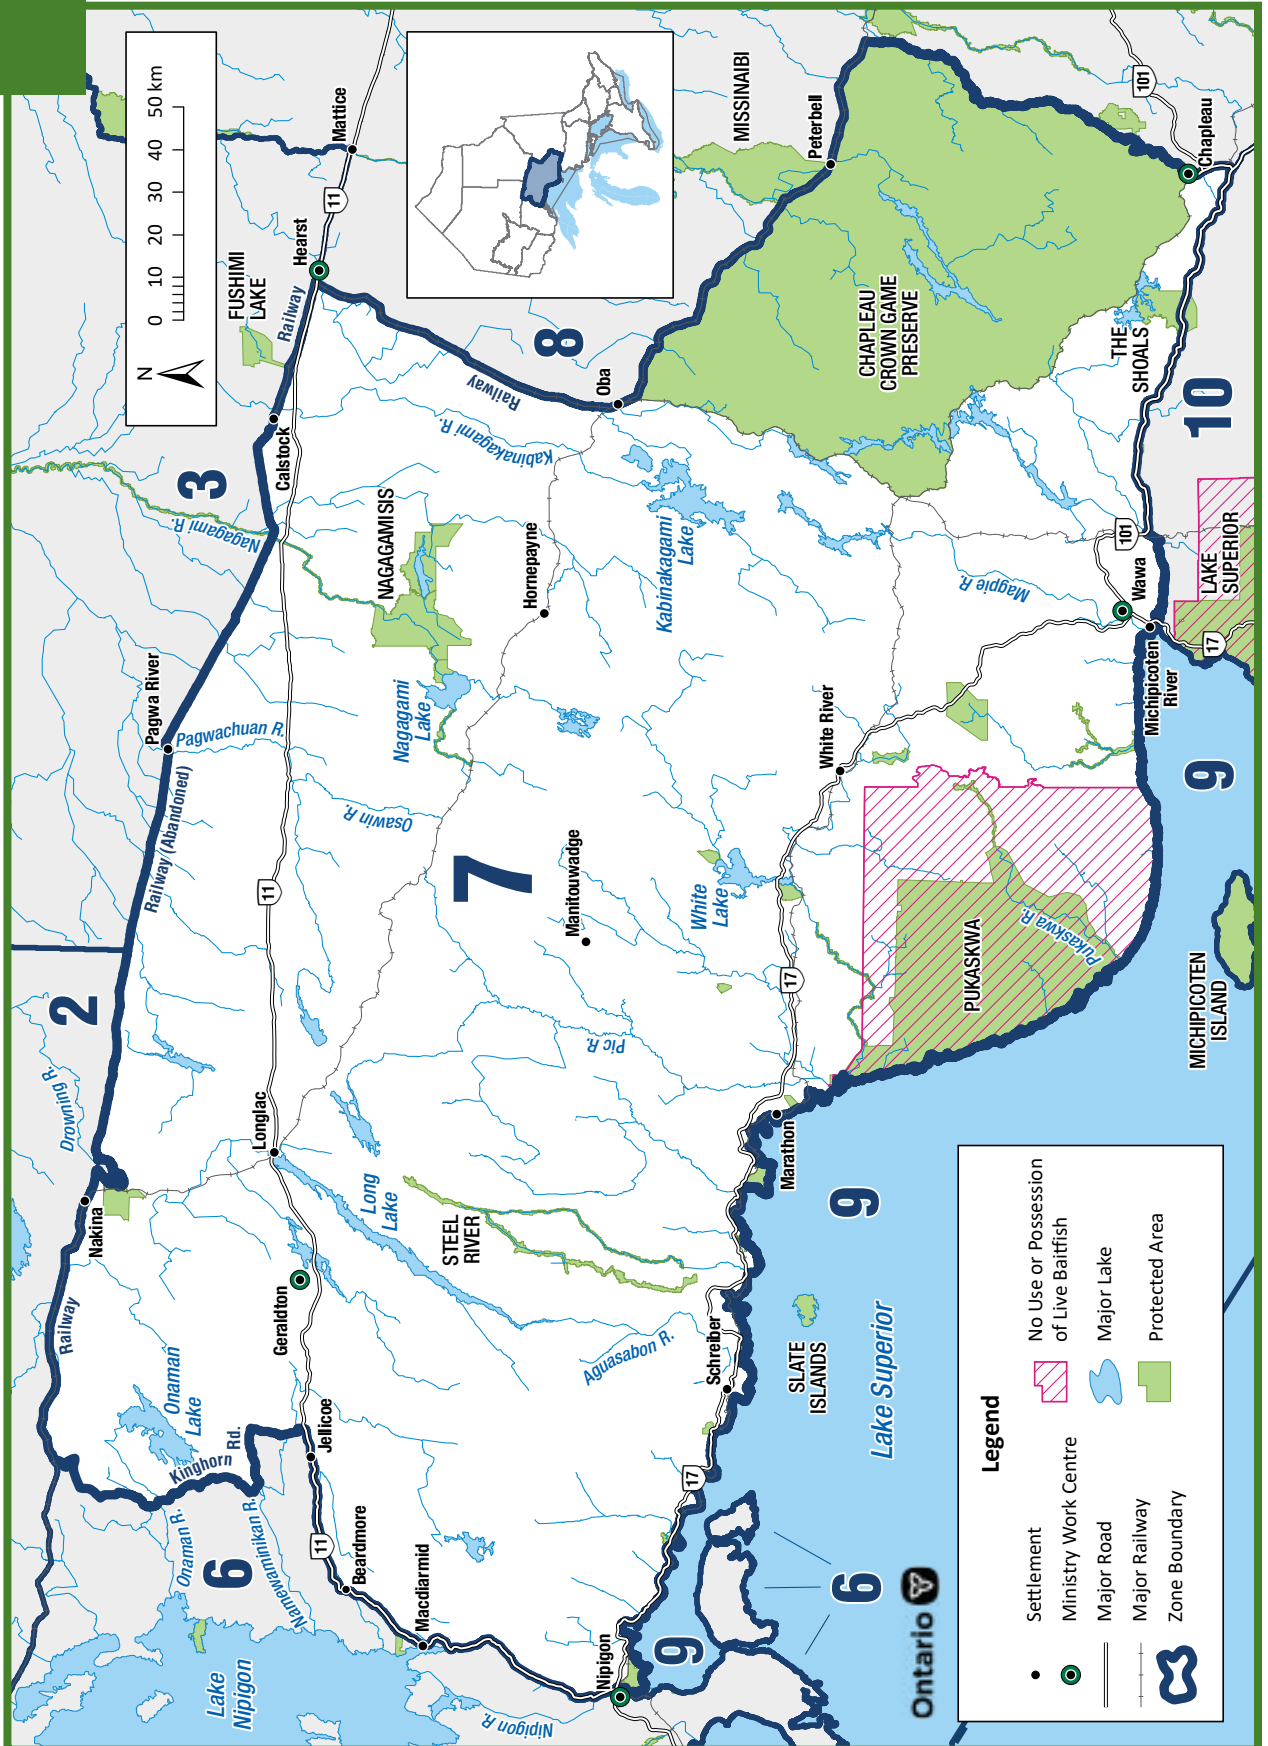 0 10 20 30 40 50 km
N
2
3
6
7
8
9
9
9
10
6
Lake
Nipigon
Nipigon R.
Onaman R.
Namewaminikan R.
Kinghorn
Rd.
Onaman
Lake
Railway
Nakina
Drowning R.
Railway (Abandoned)
Pagwa River
Pagwachuan R.
Nagagami R.
Calstock
Railway
FUSHIMI
LAKE
Hearst
11
Mattice
Macdiarmid
Beardmore
11
Jellicoe
Geraldton
Longlac
11
Osawin R.
NAGAGAMISIS
Nagagami
Lake
Hornepayne
Kabinakagami R.
Railway
Oba
Long
Lake
STEEL
RIVER
Aguasabon R.
Pic R.
Manitouwadge
White
Lake
Kabinakagami
Lake
MISSINAIBI
Peterbell
CHAPLEAU
CROWN GAME
PRESERVE
Nipigon
17
Schreiber
SLATE
ISLANDS
Lake Superior
Marathon
17
White River
PUKASKWA
Pukaskwa R.
Magpie R.
Wawa
101
Michipicoten
River
17
LAKE
SUPERIOR
THE
SHOALS
101
Chapleau
MICHIPICOTEN
ISLAND
Ontario
Legend
Settlement
Ministry Work Centre
Major Road
Major Railway
Zone Boundary
No Use or Possession
of Live Baitfish
Major Lake
Protected Area